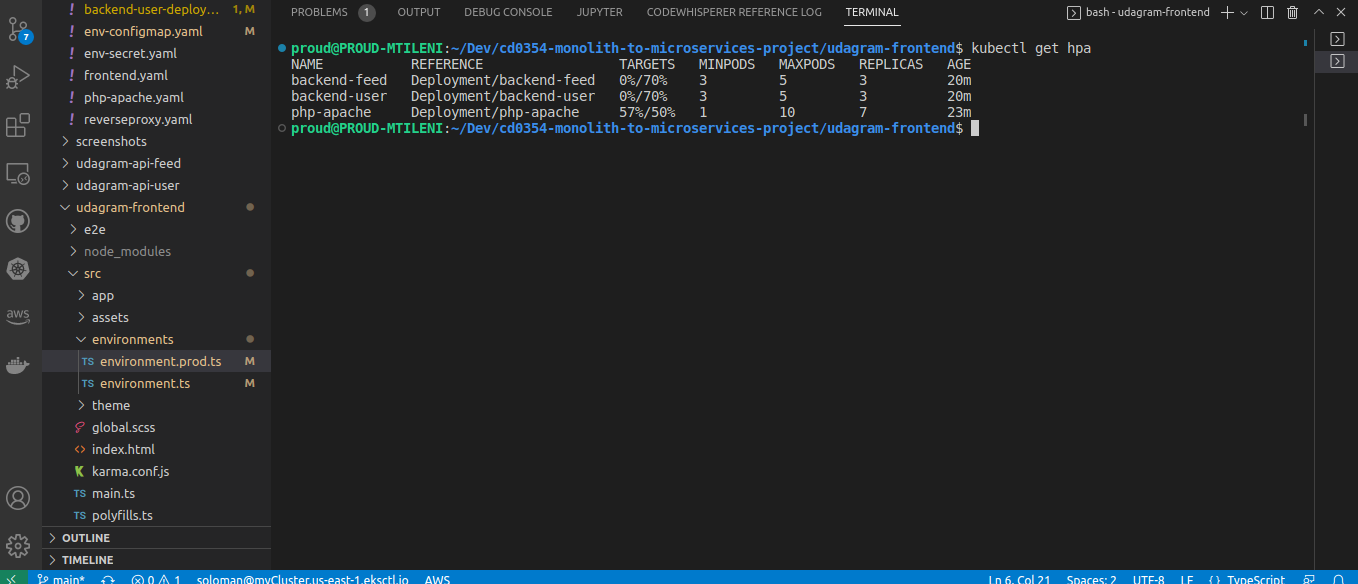 7
backend-user-deploy... 1, M
env-configmap.yaml M
env-secret.yaml
frontend.yaml
php-apache.yaml
reverseproxy.yaml
screenshots
udagram-api-feed
udagram-api-user
udagram-frontend
e2e
node_modules
src
app
assets
environments
TS environment.prod.ts M
TS environment.ts M
theme
global.scss
index.html
karma.conf.js
TS main.ts
TS polyfills.ts
OUTLINE
TIMELINE
aws
PROBLEMS 1 OUTPUT DEBUG CONSOLE JUPYTER CODEWHISPERER REFERENCE LOG TERMINAL bash - udagram-frontend
proud@PROUD-MTILENI:~/Dev/cd0354-monolith-to-microservices-project/udagram-frontend$ kubectl get hpa
NAME REFERENCE TARGETS MINPODS MAXPODS REPLICAS AGE
backend-feed Deployment/backend-feed 0%/70% 3 5 3 20m
backend-user Deployment/backend-user 0%/70% 3 5 3 20m
php-apache Deployment/php-apache 57%/50% 1 10 7 23m
proud@PROUD-MTILENI:~/Dev/cd0354-monolith-to-microservices-project/udagram-frontend$
main* 0 1 soloman@myCluster.us-east-1.eksctl.io AWS Ln 6, Col 21 Spaces: 2 UTF-8 LF {} TypeScript